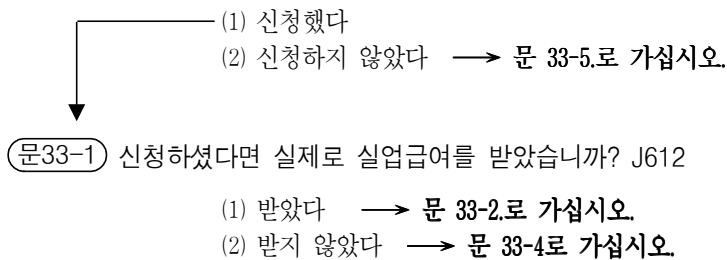 (1) 신청했다
(2) 신청하지 않았다 → 문 33-5.로 가십시오.
문33-1 신청하셨다면 실제로 실업급여를 받았습니까? J612
(1) 받았다 → 문 33-2.로 가십시오.
(2) 받지 않았다 → 문 33-4로 가십시오.